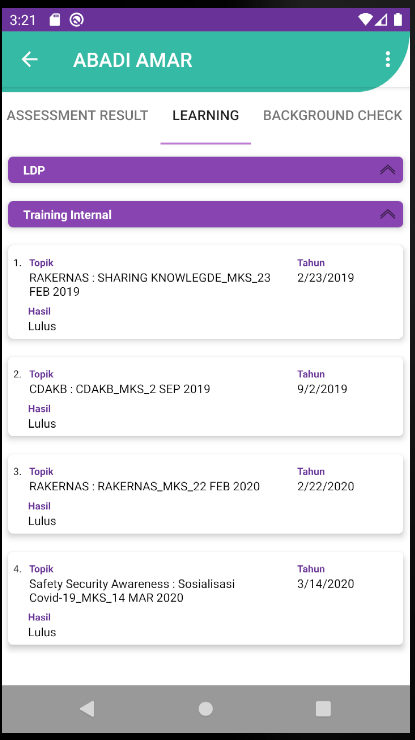 3:21
ABADI AMAR
ASSESSMENT RESULT LEARNING BACKGROUND CHECK
LDP
Training Internal
1. Topik Tahun
RAKERNAS : SHARING KNOWLEGDE_MKS_23 2/23/2019
FEB 2019
Hasil
Lulus
2. Topik Tahun
CDAKB : CDAKB_MKS_2 SEP 2019 9/2/2019
Hasil
Lulus
3. Topik Tahun
RAKERNAS : RAKERNAS_MKS_22 FEB 2020 2/22/2020
Hasil
Lulus
4. Topik Tahun
Safety Security Awareness : Sosialisasi 3/14/2020
Covid-19_MKS_14 MAR 2020
Hasil
Lulus